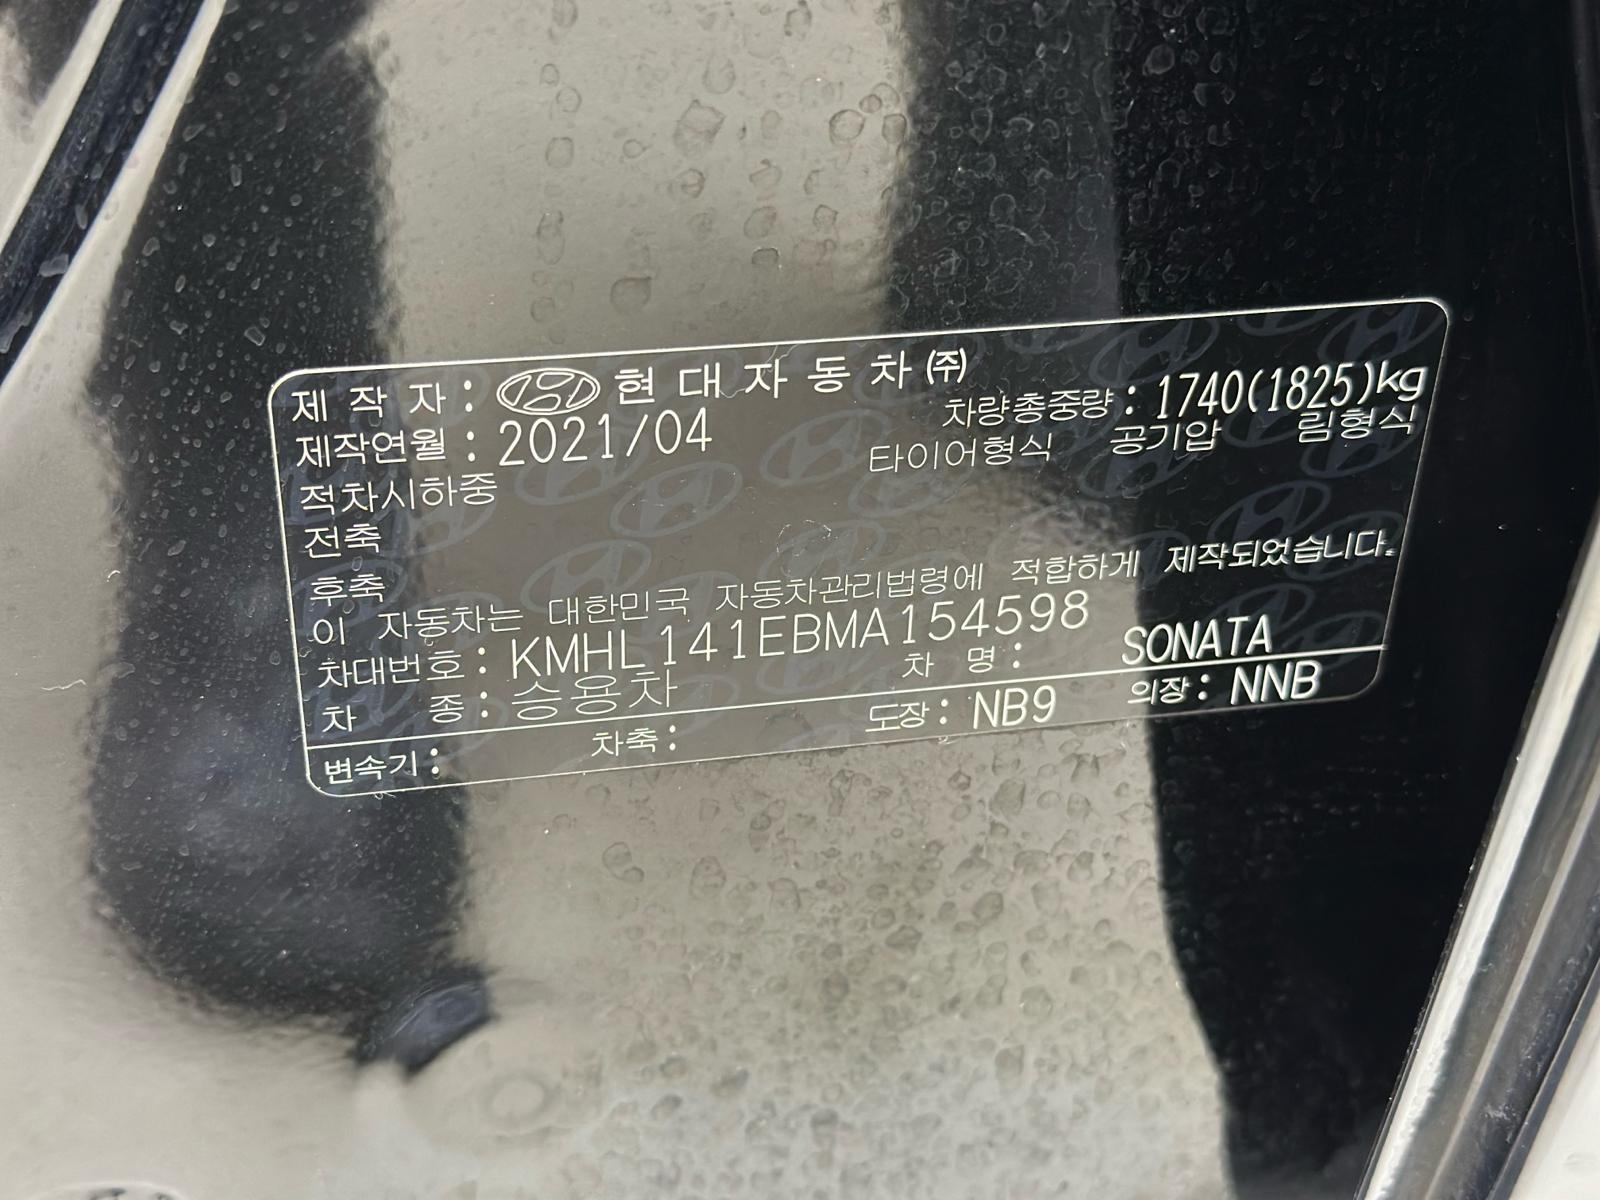 제 작 자 : 현 대 자 동 차 ㈜
차량총중량 : 1740(1825)kg
제작연월 : 2021/04
타이어형식 공기압 림형식
적차시하중
전축
후축
이 자동차는 대한민국 자동차관리법령에 적합하게 제작되었습니다.
차대번호 : KMHL141EBMA154598
차 종 : 승용차 차 명 : SONATA
변속기 : 차축 : 도장 : NB9 의장 : NNB